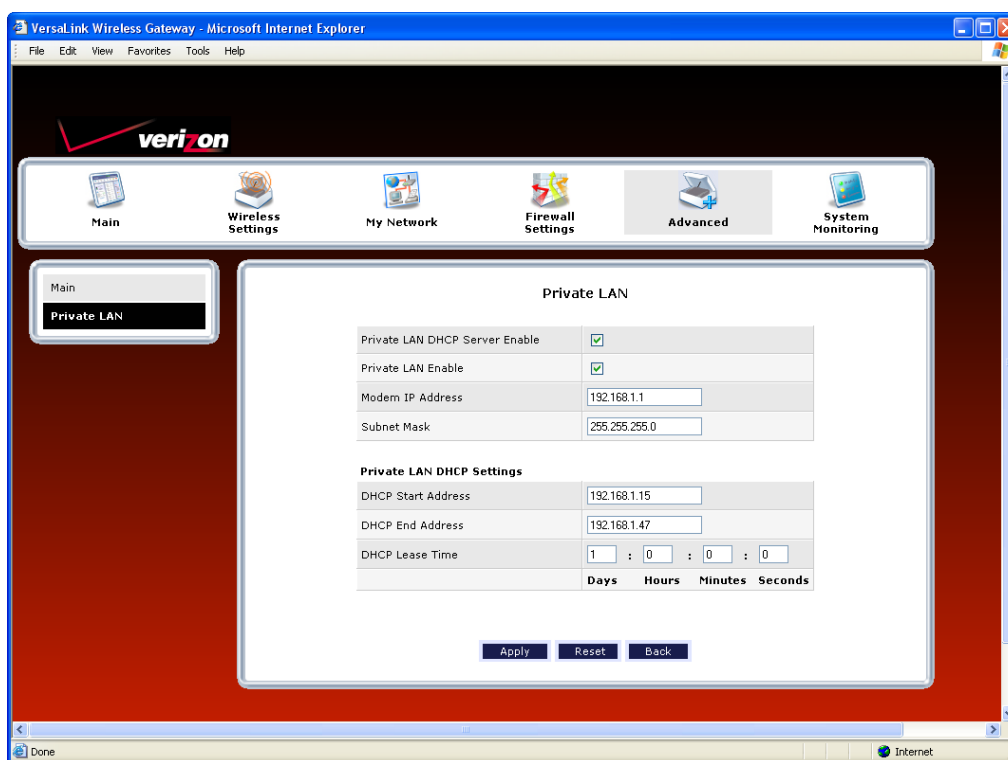 VersaLink Wireless Gateway - Microsoft Internet Explorer
File Edit View Favorites Tools Help
verizon
Main
Wireless Settings
My Network
Firewall Settings
Advanced
System Monitoring
Main
Private LAN
Private LAN
Private LAN DHCP Server Enable
Private LAN Enable
Modem IP Address 192.168.1.1
Subnet Mask 255.255.255.0
Private LAN DHCP Settings
DHCP Start Address 192.168.1.15
DHCP End Address 192.168.1.47
DHCP Lease Time 1 : 0 : 0 : 0
Days Hours Minutes Seconds
Apply Reset Back
Done Internet